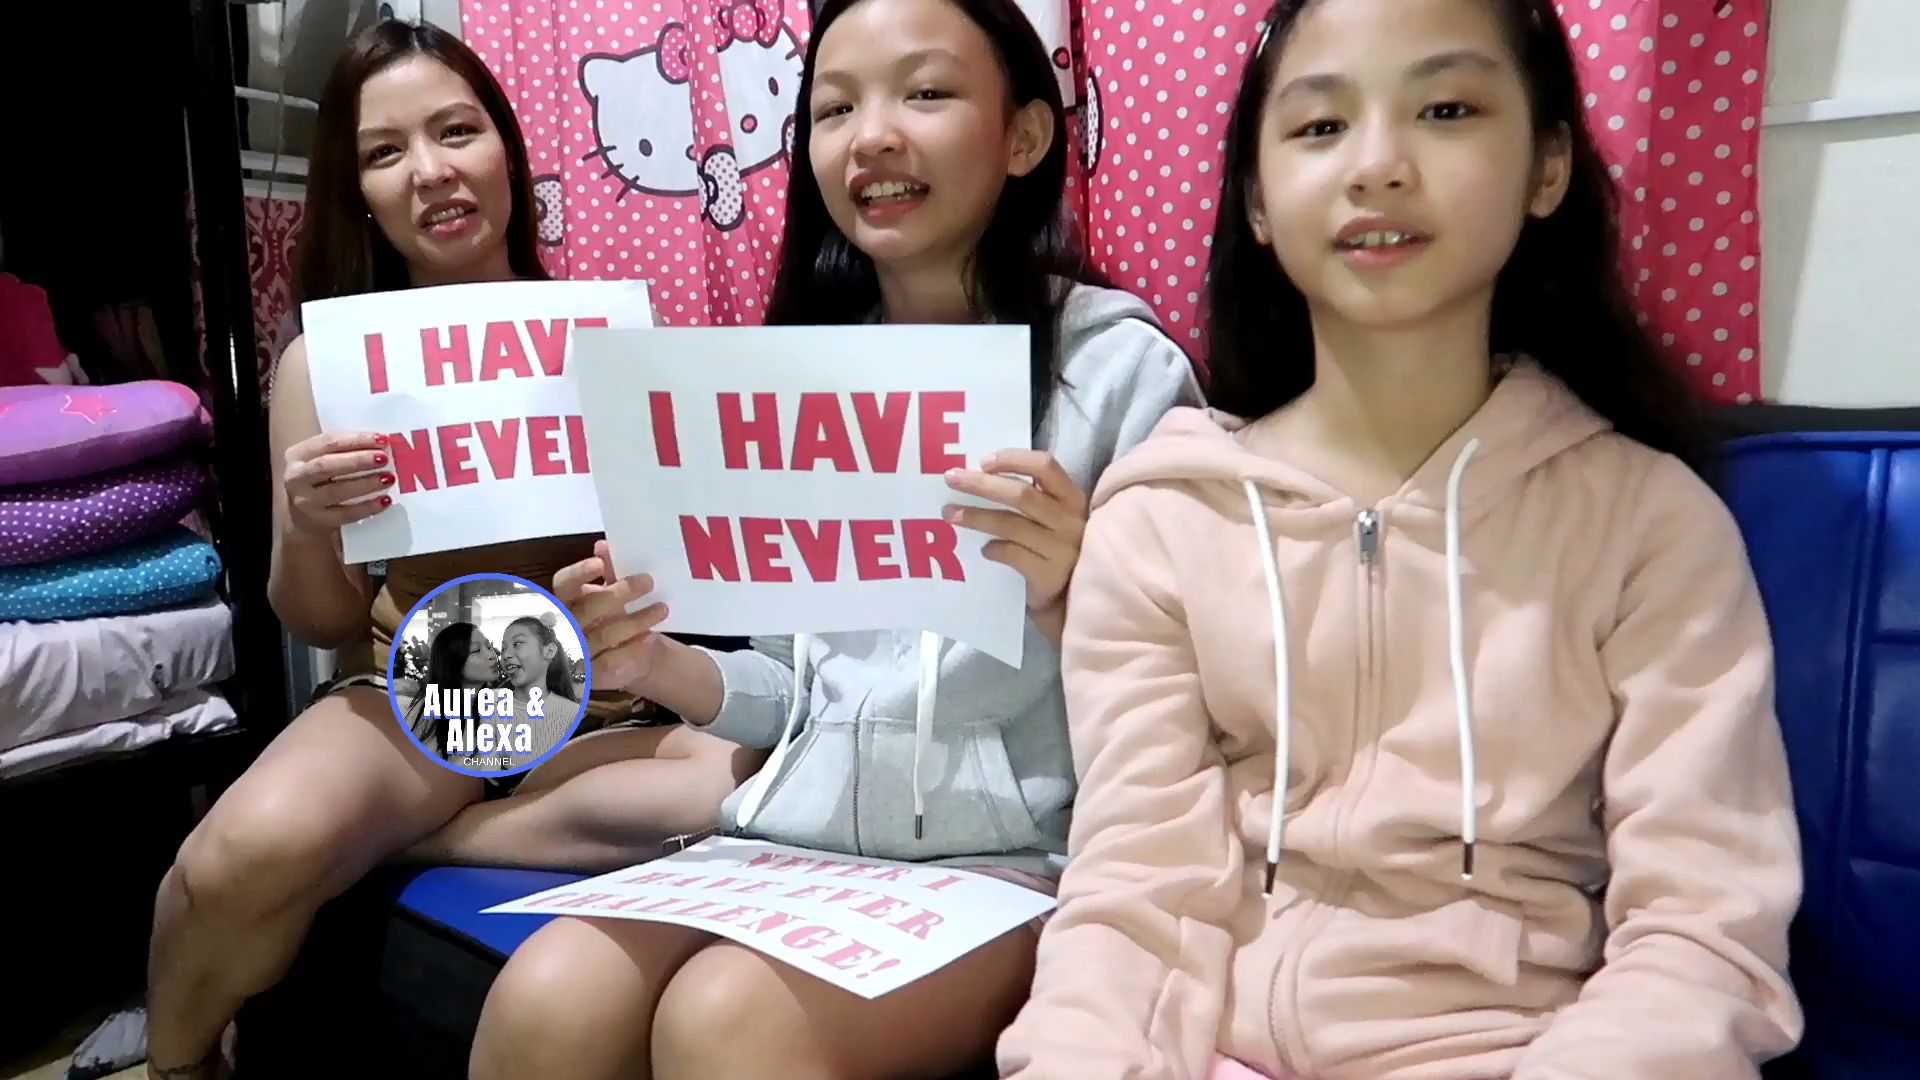 I HAVE
NEVER
I HAVE
NEVER
Aurea &
Alexa
CHANNEL
NEVER I
HAVE EVER
CHALLENGE!